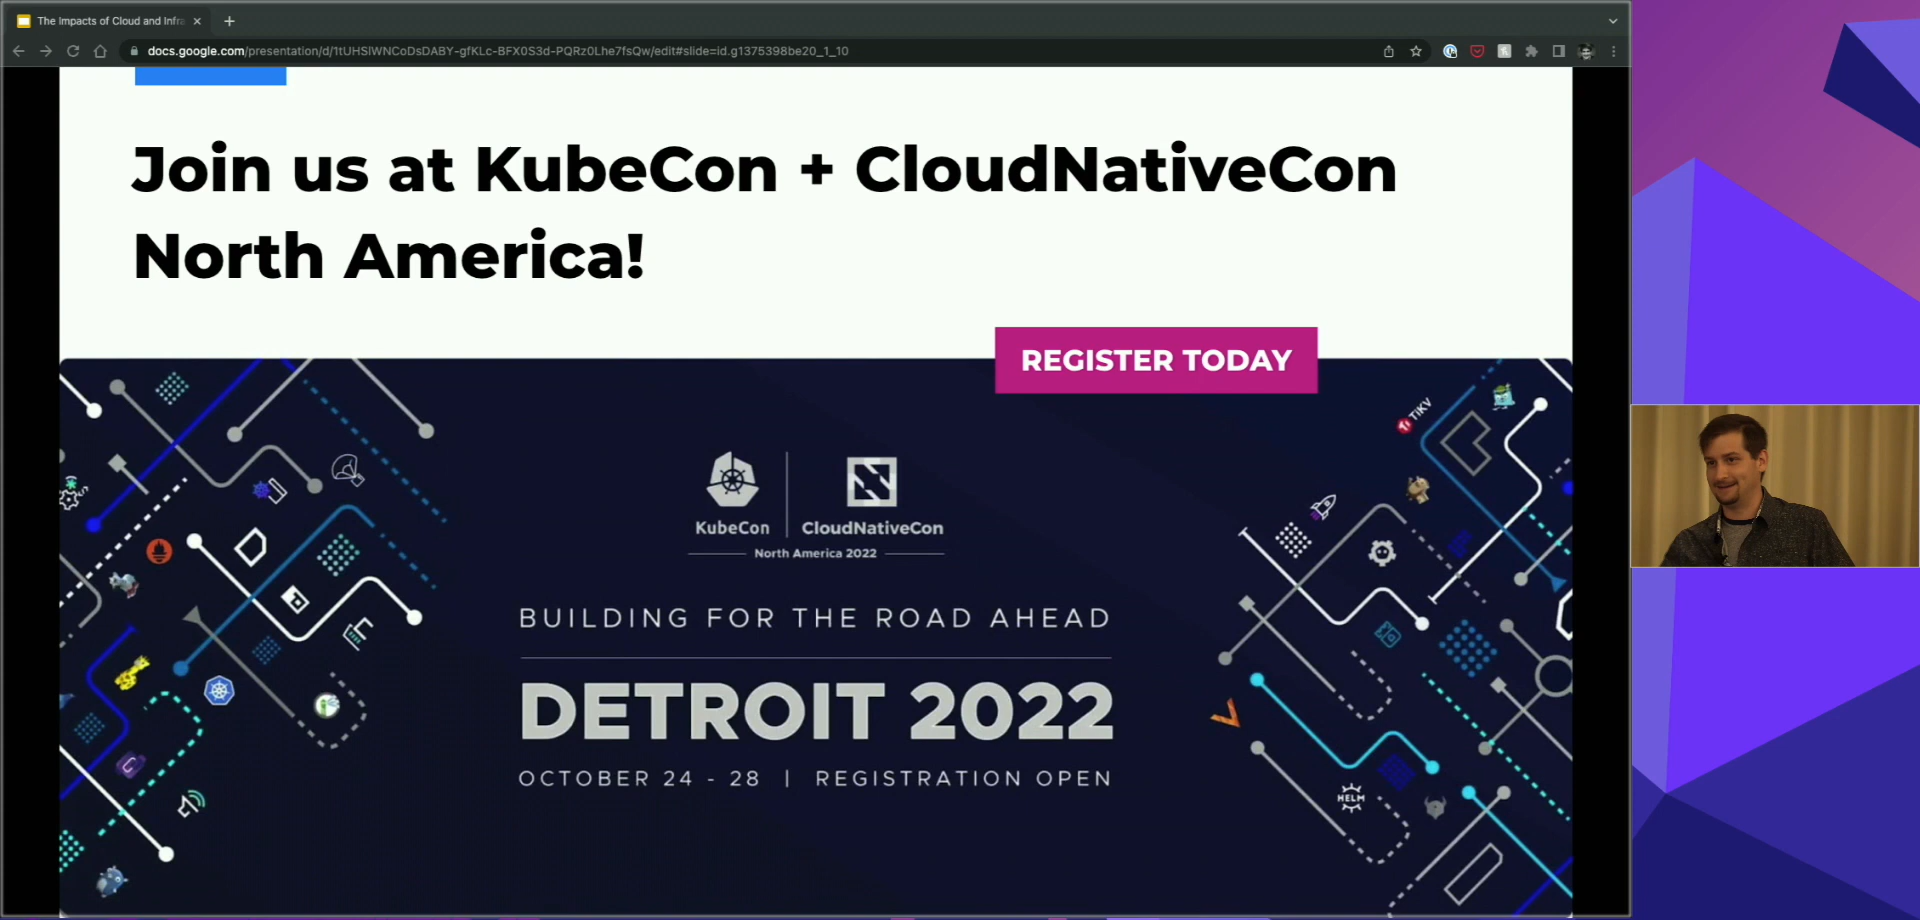 The Impacts of Cloud and Infra
docs.google.com/presentation/d/1tUHSlWNCoDsDABY-gfKLc-BFX0S3d-PQRz0Lhe7fsQw/edit#slide=id.g1375398be20_1_10
Join us at KubeCon + CloudNativeCon
North America!
REGISTER TODAY
TiKV
KubeCon
CloudNativeCon
North America 2022
BUILDING FOR THE ROAD AHEAD
DETROIT 2022
OCTOBER 24 - 28 | REGISTRATION OPEN
HELM